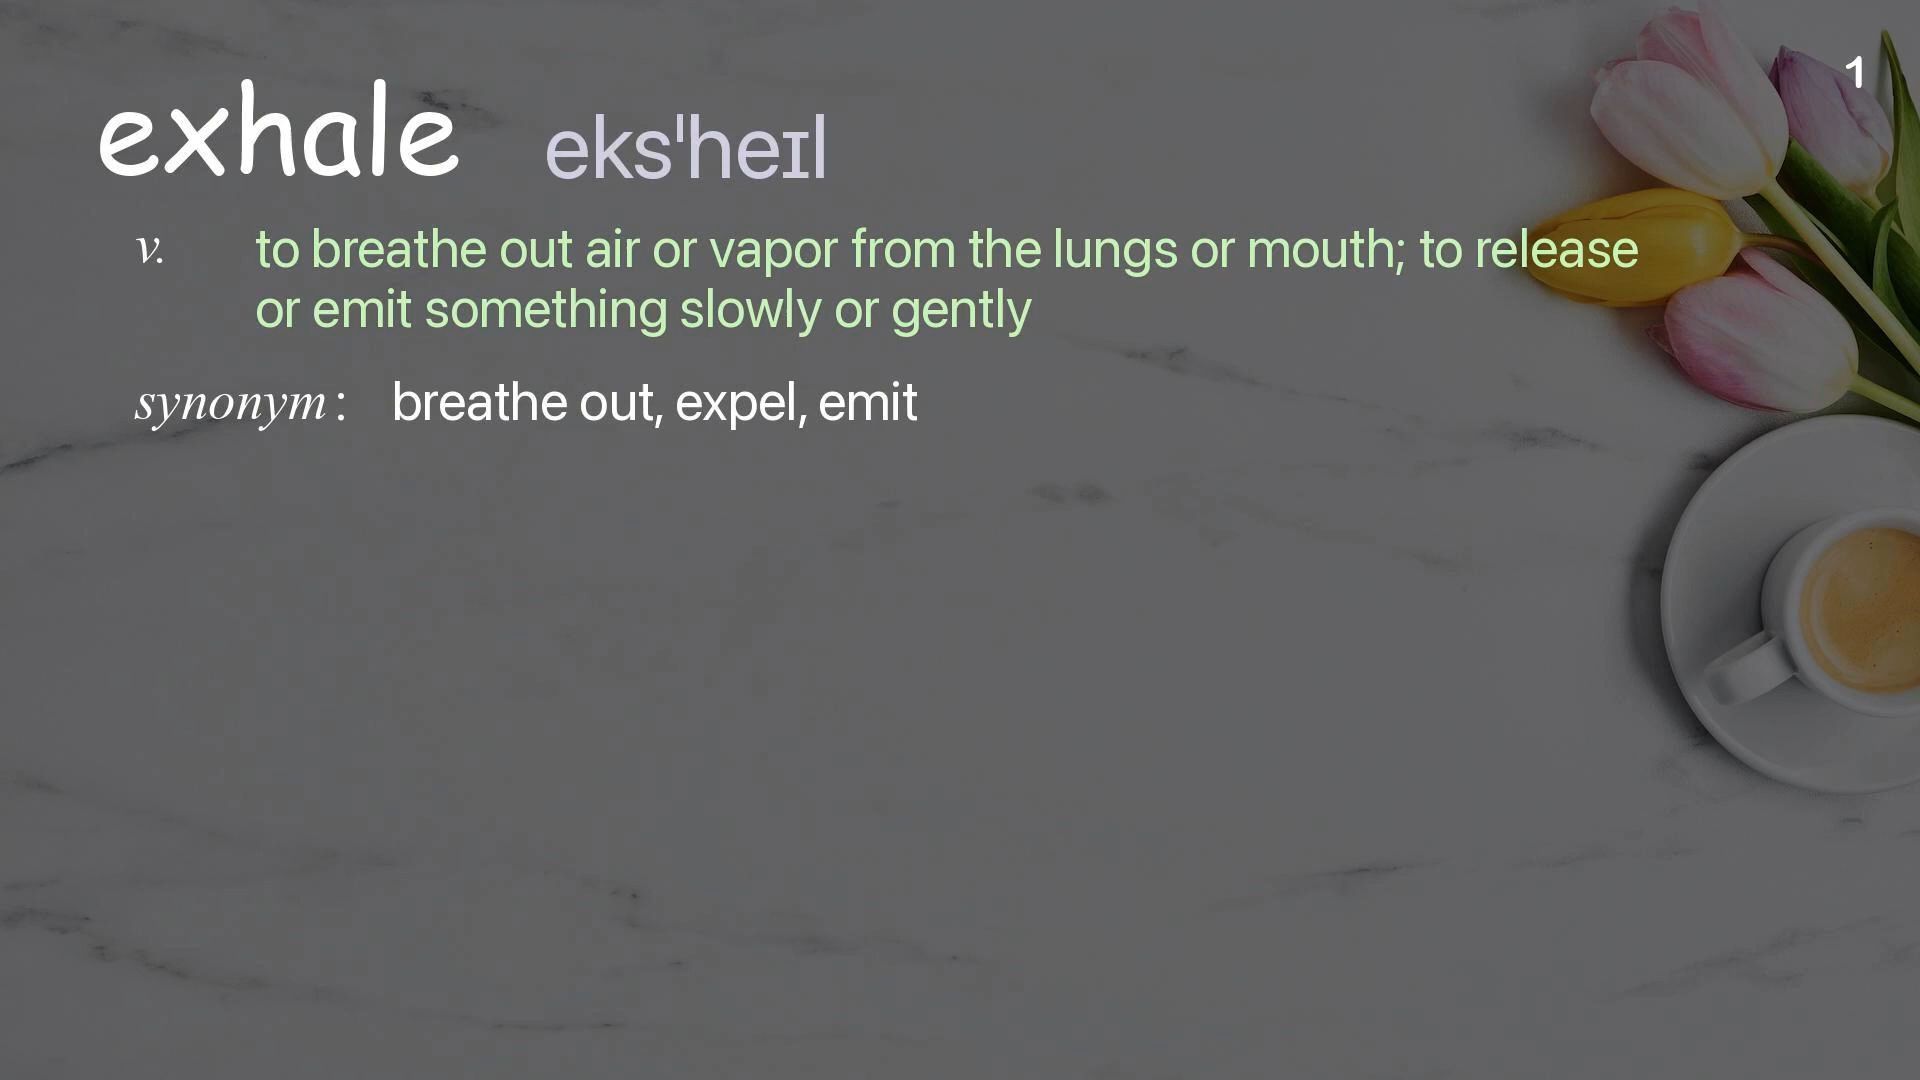 1
exhale eks'heɪl
v. to breathe out air or vapor from the lungs or mouth; to release
or emit something slowly or gently
synonym: breathe out, expel, emit